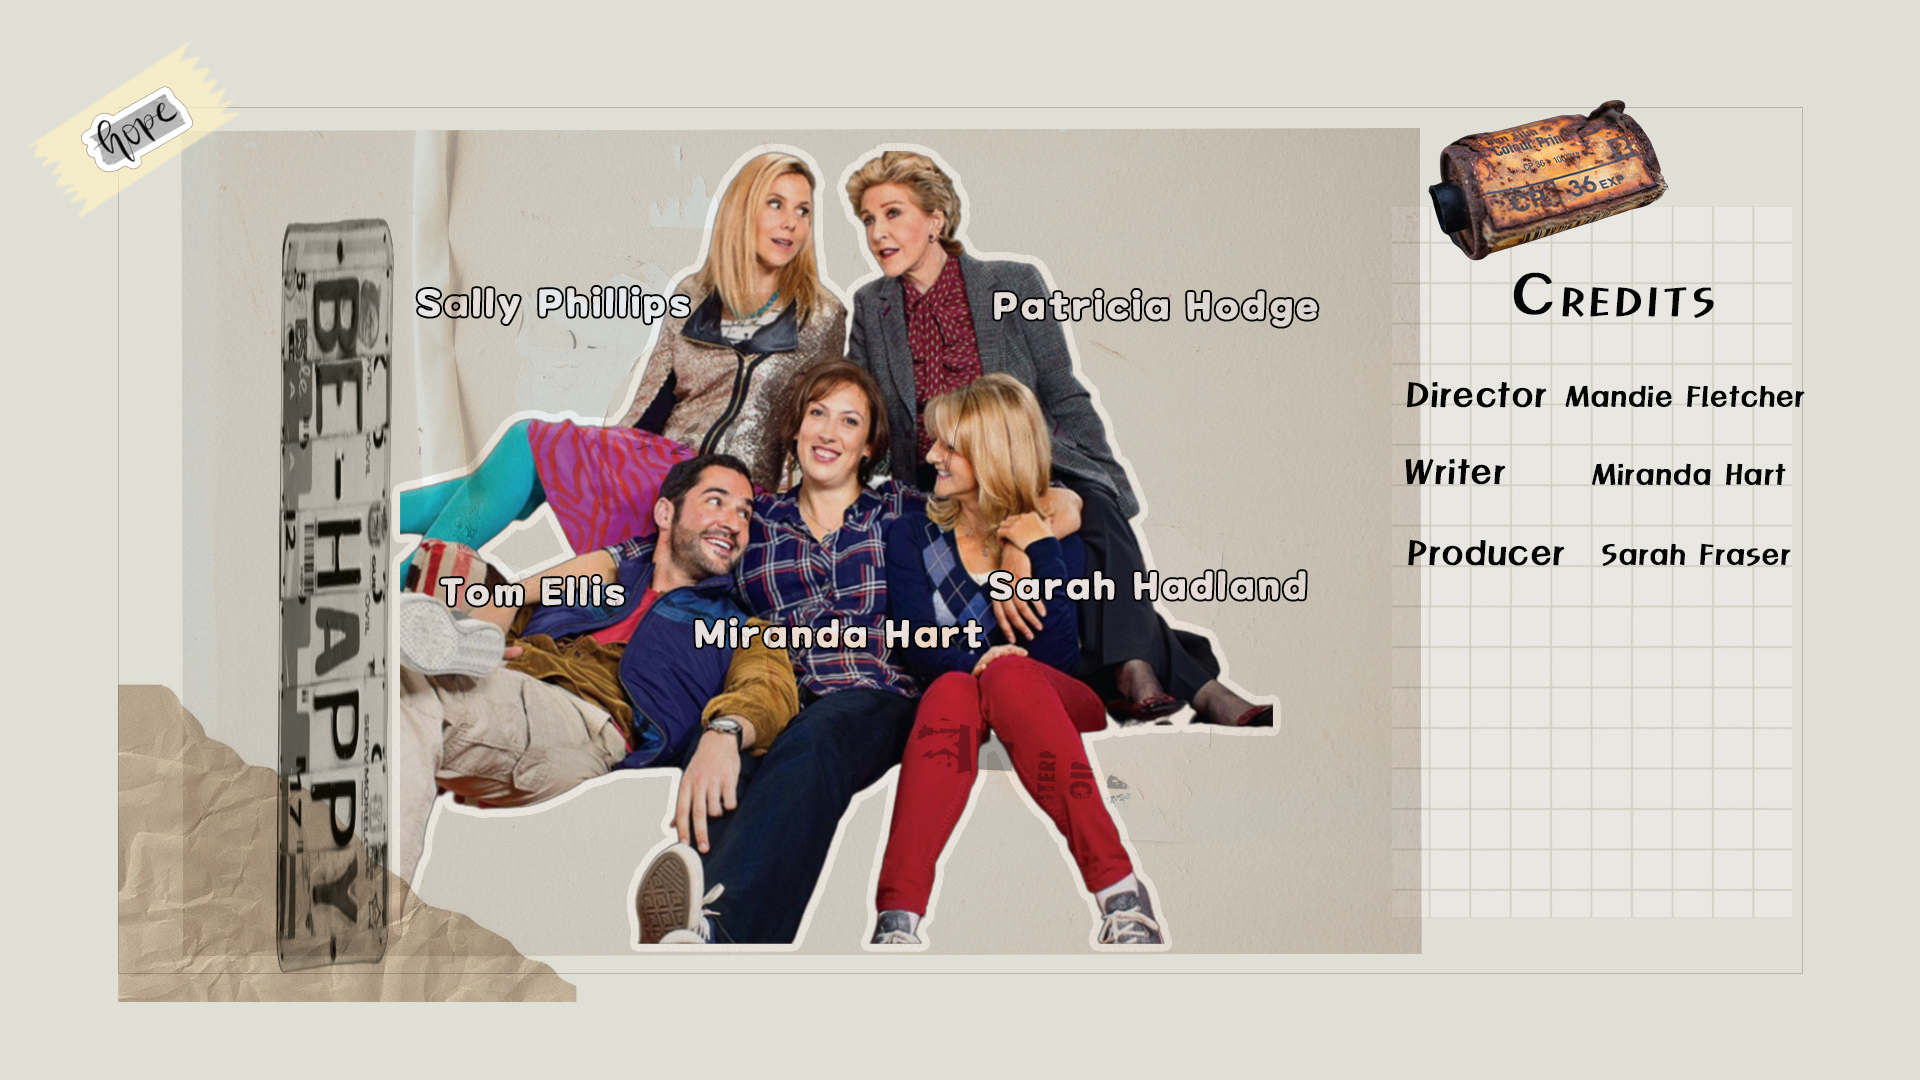 hope
BE-HAPPY
Sally Phillips
Patricia Hodge
Tom Ellis
Sarah Hadland
Miranda Hart
Colour Print
36 EXP
CREDITS
Director Mandie Fletcher
Writer Miranda Hart
Producer Sarah Fraser